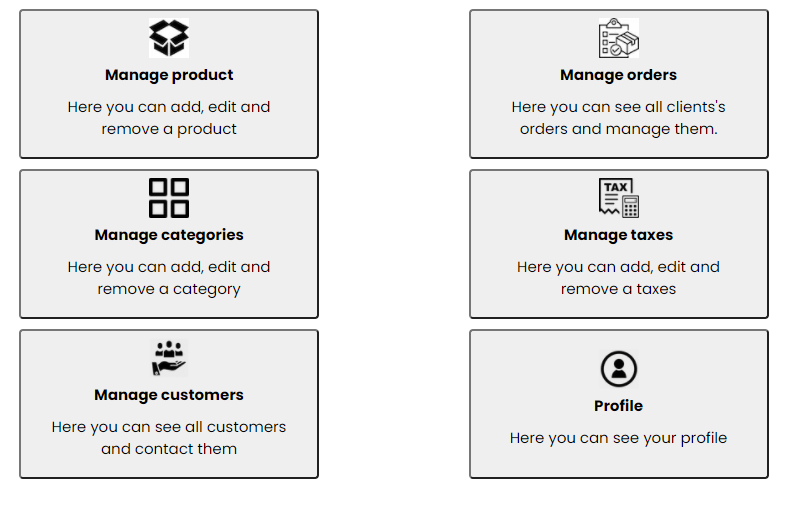 Manage product
Here you can add, edit and
remove a product
Manage orders
Here you can see all clients's
orders and manage them.
Manage categories
Here you can add, edit and
remove a category
TAX
Manage taxes
Here you can add, edit and
remove a taxes
Manage customers
Here you can see all customers
and contact them
Profile
Here you can see your profile